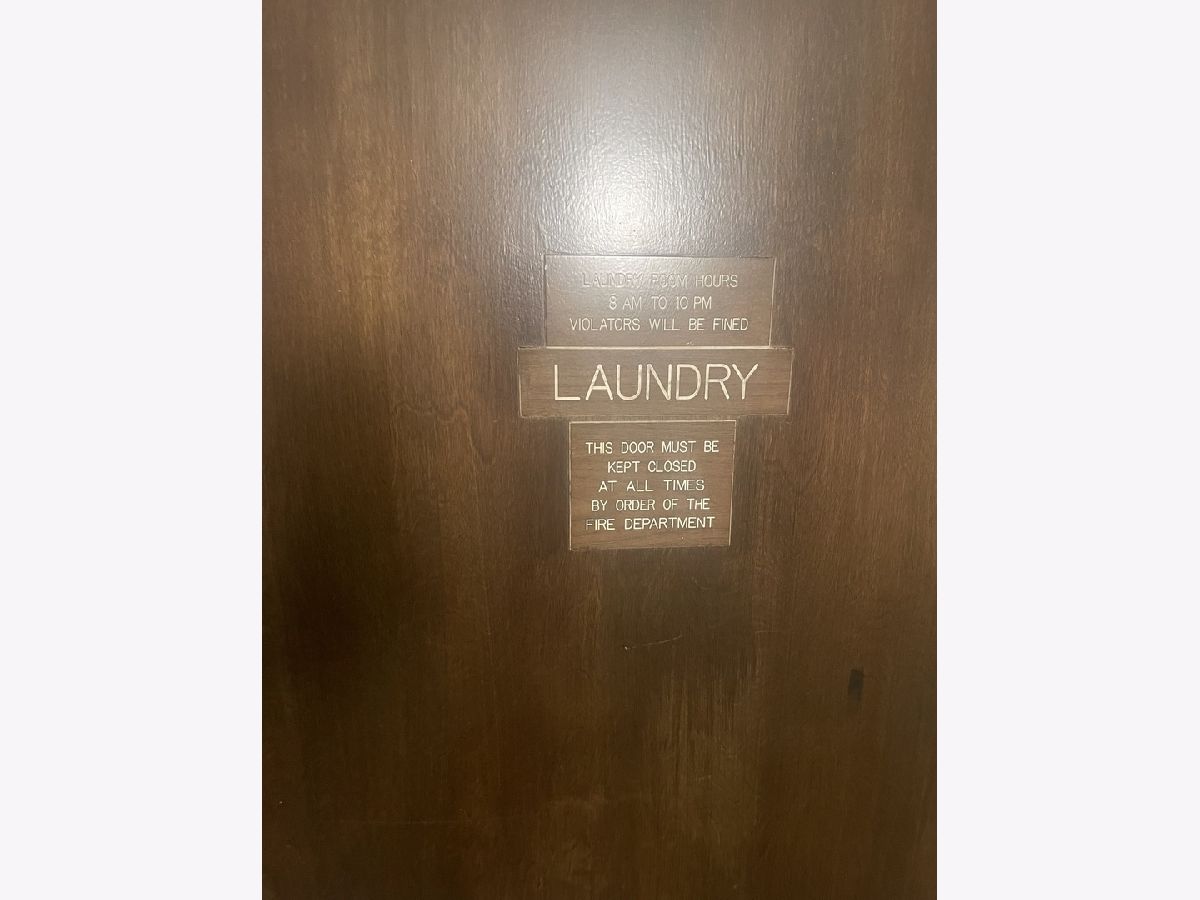 LAUNDRY ROOM HOURS
8 AM TO 10 PM
VIOLATORS WILL BE FINED
LAUNDRY
THIS DOOR MUST BE
KEPT CLOSED
AT ALL TIMES
BY ORDER OF THE
FIRE DEPARTMENT